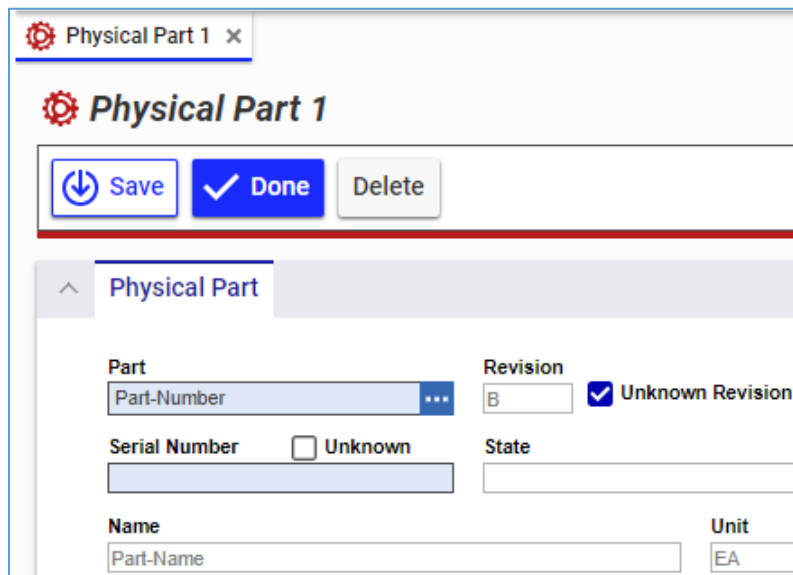 Physical Part 1
Physical Part 1
Save Done Delete
Physical Part
Part Revision
Part-Number B Unknown Revision
Serial Number Unknown State
Name Unit
Part-Name EA